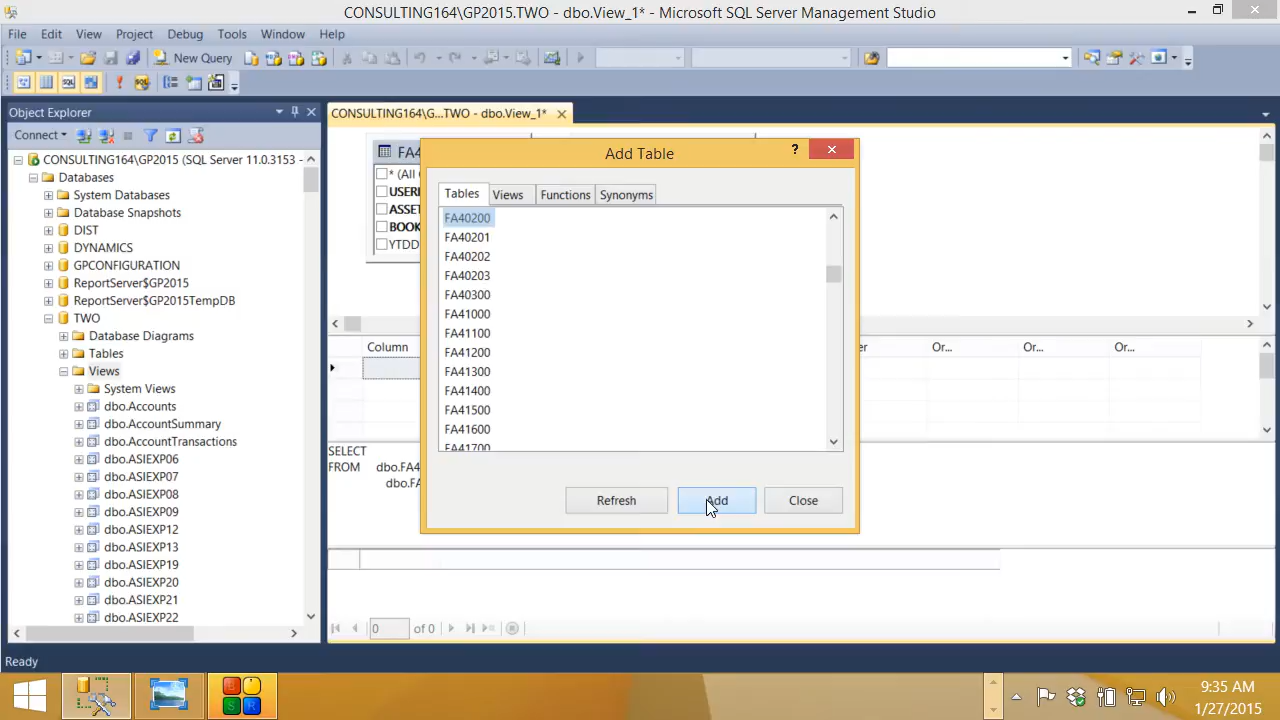 CONSULTING164\GP2015.TWO - dbo.View_1* - Microsoft SQL Server Management Studio
File Edit View Project Debug Tools Window Help
New Query
Object Explorer
Connect
CONSULTING164\GP2015 (SQL Server 11.0.3153 -
Databases
System Databases
Database Snapshots
DIST
DYNAMICS
GPCONFIGURATION
ReportServer$GP2015
ReportServer$GP2015TempDB
TWO
Database Diagrams
Tables
Views
System Views
dbo.Accounts
dbo.AccountSummary
dbo.AccountTransactions
dbo.ASIEXP06
dbo.ASIEXP07
dbo.ASIEXP08
dbo.ASIEXP09
dbo.ASIEXP12
dbo.ASIEXP13
dbo.ASIEXP19
dbo.ASIEXP20
dbo.ASIEXP21
dbo.ASIEXP22
CONSULTING164\G...TWO - dbo.View_1*
FA4
* (All
USER
ASSE
BOOK
YTDD
Add Table
?
Tables Views Functions Synonyms
FA40200
FA40201
FA40202
FA40203
FA40300
FA41000
FA41100
FA41200
FA41300
FA41400
FA41500
FA41600
FA41700
Refresh Add Close
Column er Or... Or... Or...
SELECT
FROM dbo.FA4
dbo.FA
0 of 0
Ready
9:35 AM
1/27/2015